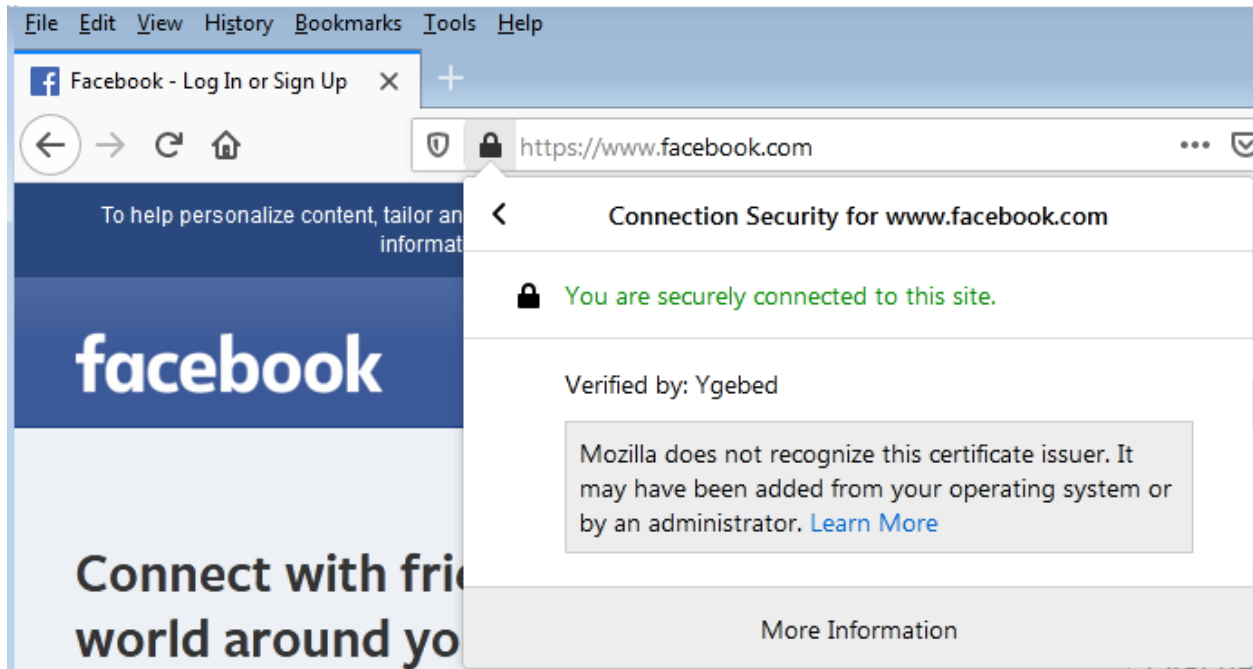 File Edit View History Bookmarks Tools Help
Facebook - Log In or Sign Up
https://www.facebook.com
To help personalize content, tailor an
informat
Connection Security for www.facebook.com
You are securely connected to this site.
facebook
Verified by: Ygebed
Mozilla does not recognize this certificate issuer. It
may have been added from your operating system or
by an administrator. Learn More
Connect with frie
world around yo
More Information